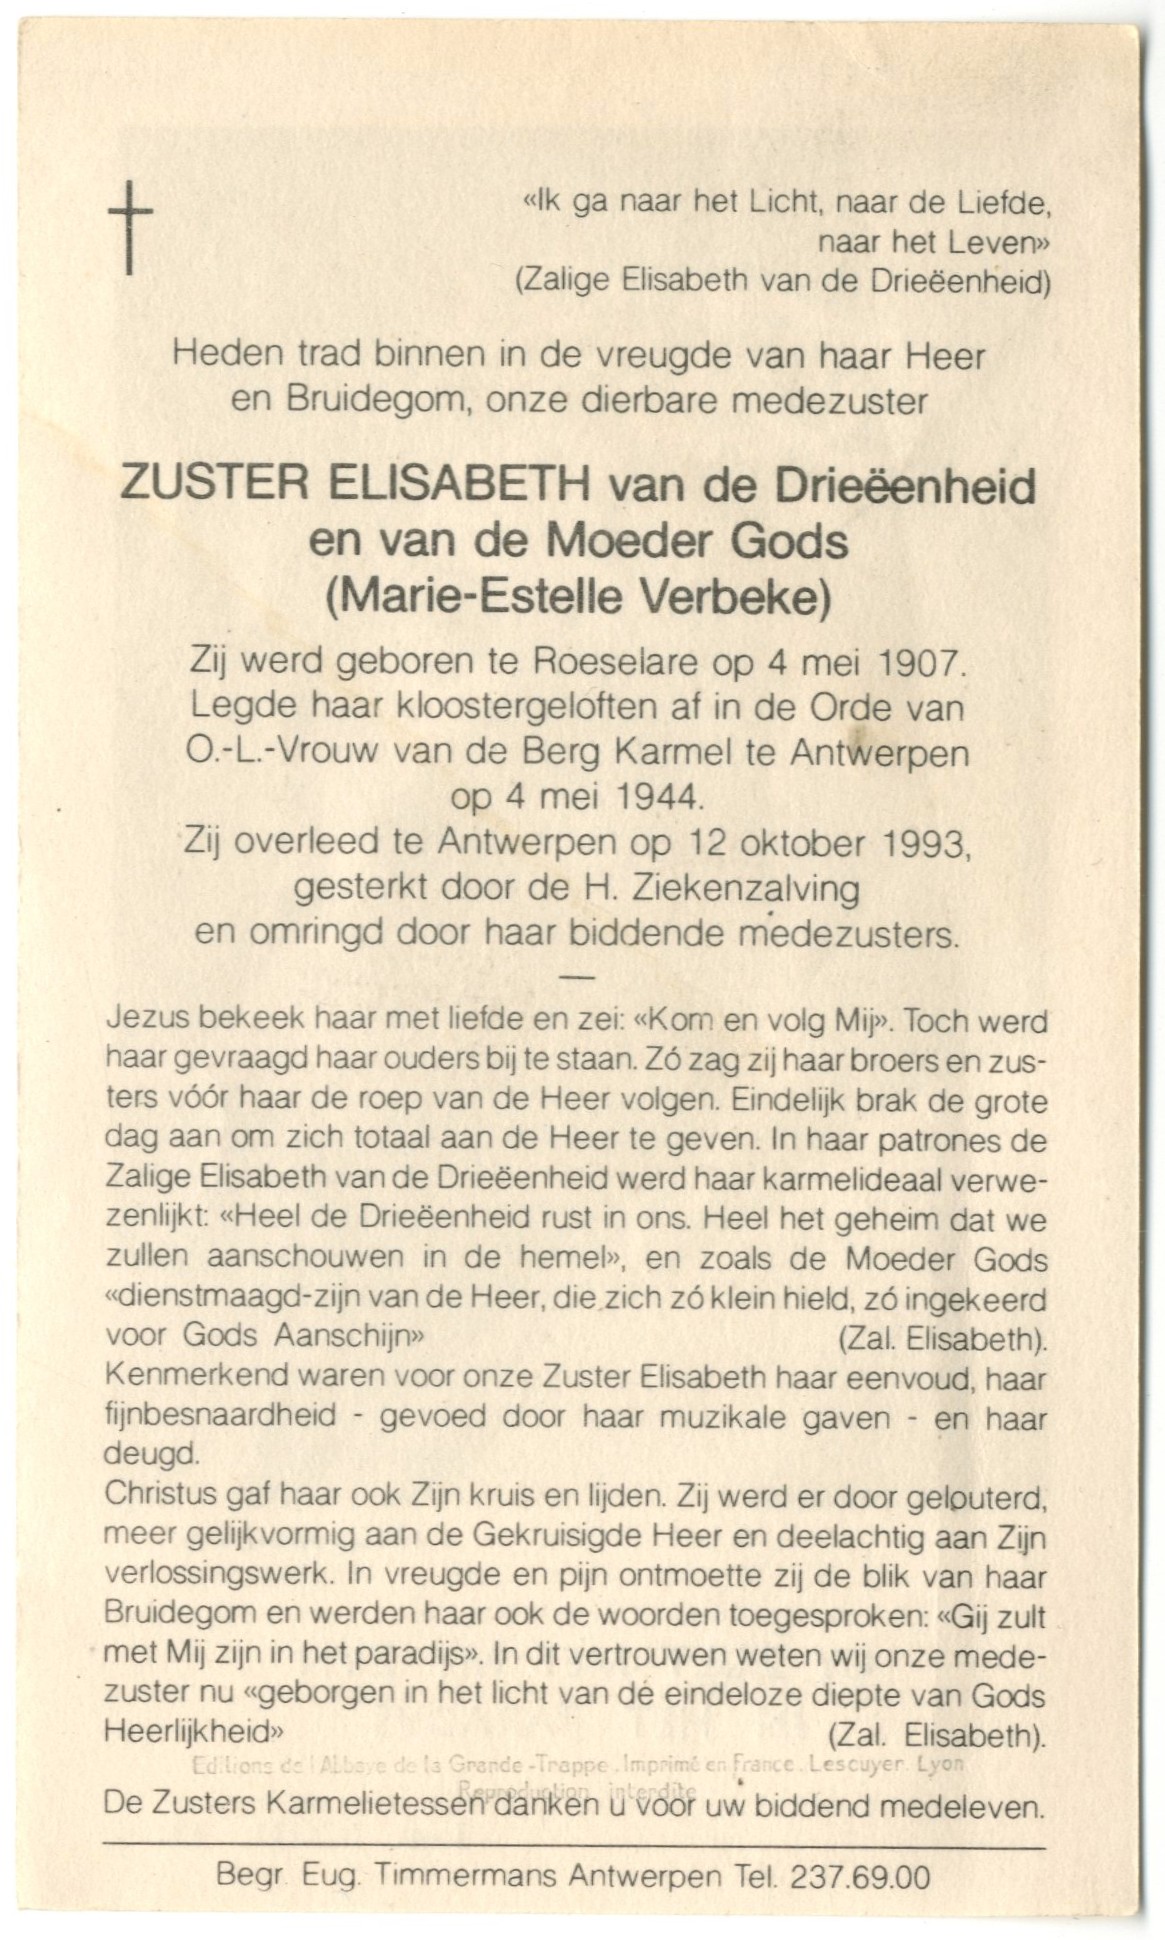 «Ik ga naar het Licht, naar de Liefde,
naar het Leven»
(Zalige Elisabeth van de Drieëenheid)
Heden trad binnen in de vreugde van haar Heer
en Bruidegom, onze dierbare medezuster
ZUSTER ELISABETH van de Drieëenheid
en van de Moeder Gods
(Marie-Estelle Verbeke)
Zij werd geboren te Roeselare op 4 mei 1907.
Legde haar kloostergeloften af in de Orde van
O.-L.-Vrouw van de Berg Karmel te Antwerpen
op 4 mei 1944.
Zij overleed te Antwerpen op 12 oktober 1993,
gesterkt door de H. Ziekenzalving
en omringd door haar biddende medezusters.
—
Jezus bekeek haar met liefde en zei: «Kom en volg Mij». Toch werd
haar gevraagd haar ouders bij te staan. Zó zag zij haar broers en zus-
ters vóór haar de roep van de Heer volgen. Eindelijk brak de grote
dag aan om zich totaal aan de Heer te geven. In haar patrones de
Zalige Elisabeth van de Drieëenheid werd haar karmelideaal verwe-
zenlijkt: «Heel de Drieëenheid rust in ons. Heel het geheim dat we
zullen aanschouwen in de hemel», en zoals de Moeder Gods
«dienstmaagd-zijn van de Heer, die zich zó klein hield, zó ingekeerd
voor Gods Aanschijn» (Zal. Elisabeth).
Kenmerkend waren voor onze Zuster Elisabeth haar eenvoud, haar
fijnbesnaardheid - gevoed door haar muzikale gaven - en haar
deugd.
Christus gaf haar ook Zijn kruis en lijden. Zij werd er door gelouterd,
meer gelijkvormig aan de Gekruisigde Heer en deelachtig aan Zijn
verlossingswerk. In vreugde en pijn ontmoette zij de blik van haar
Bruidegom en werden haar ook de woorden toegesproken: «Gij zult
met Mij zijn in het paradijs». In dit vertrouwen weten wij onze mede-
zuster nu «geborgen in het licht van de eindeloze diepte van Gods
Heerlijkheid» (Zal. Elisabeth).
Editions de l'Abbaye de la Grande-Trappe. Imprimé en France. Lescuyer. Lyon
Reproduction interdite
De Zusters Karmelietessen danken u voor uw biddend medeleven.
Begr. Eug. Timmermans Antwerpen Tel. 237.69.00